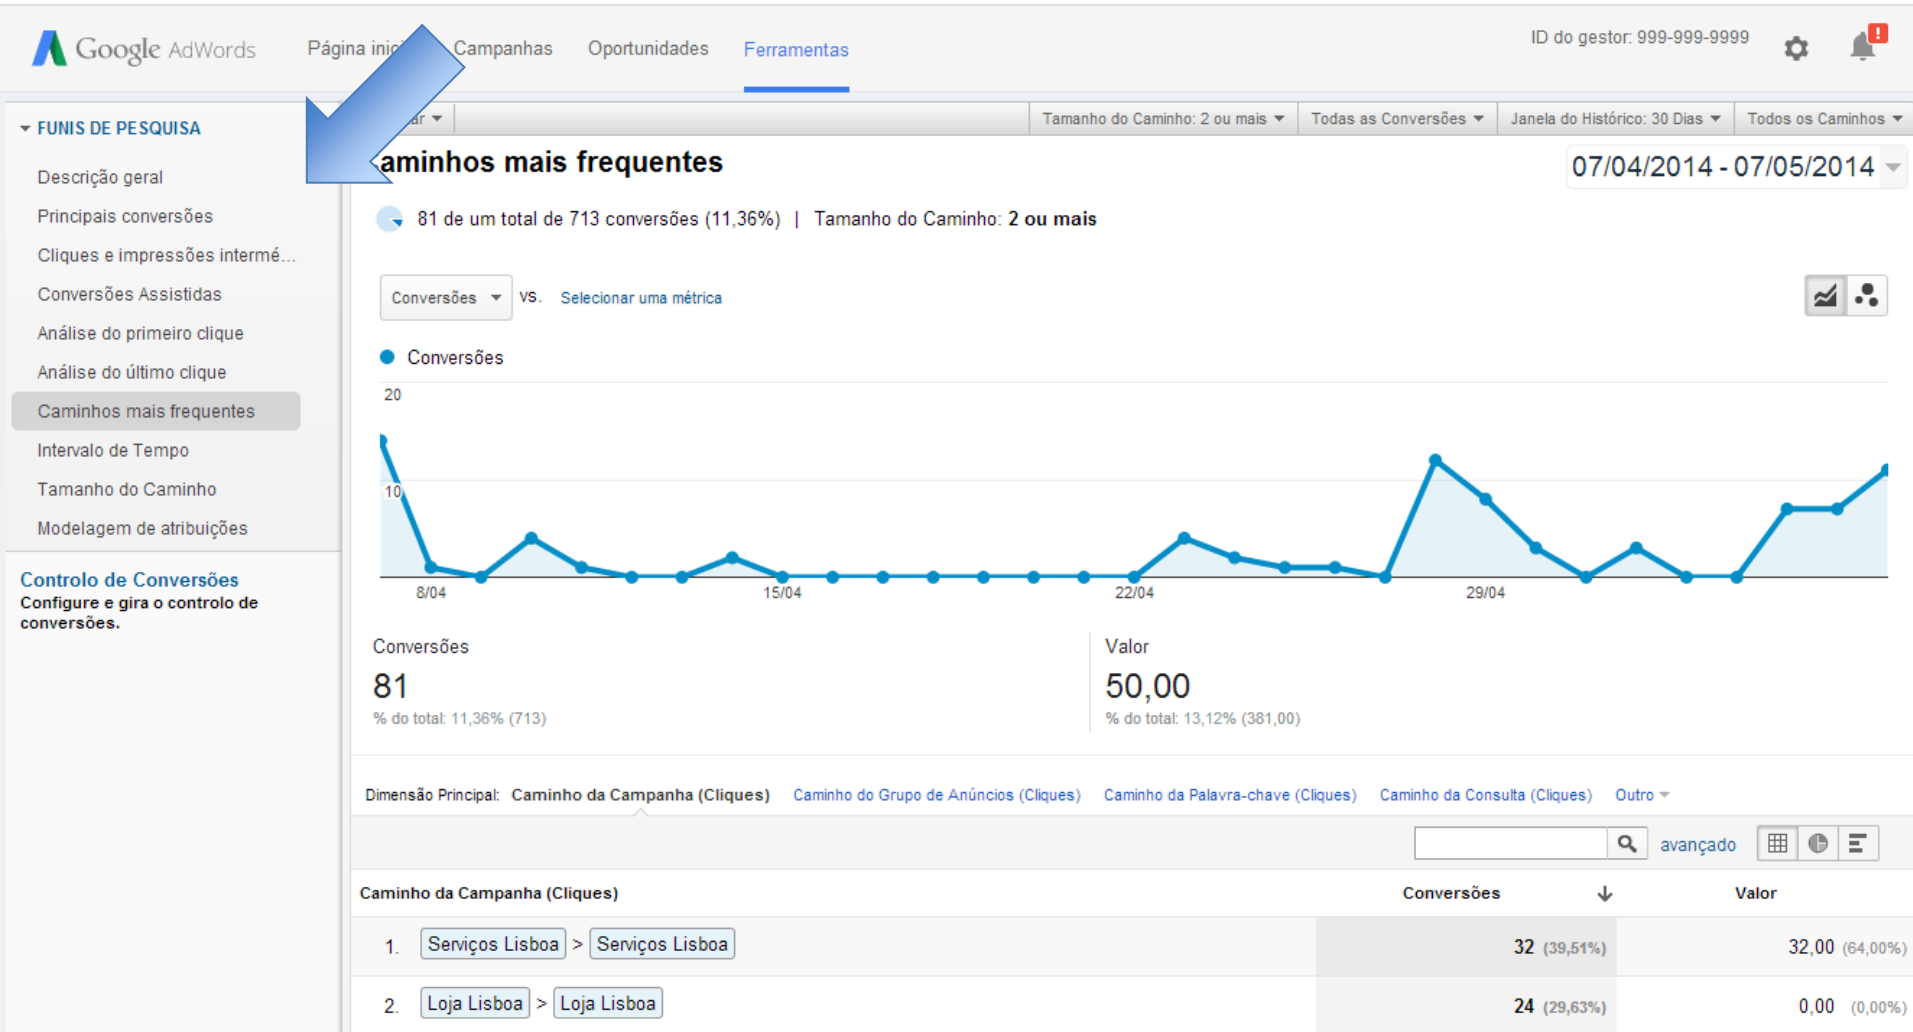 Google AdWords
Página inic
Campanhas
Oportunidades
Ferramentas
ID do gestor: 999-999-9999
!
FUNIS DE PESQUISA
Descrição geral
Principais conversões
Cliques e impressões intermé...
Conversões Assistidas
Análise do primeiro clique
Análise do último clique
Caminhos mais frequentes
Intervalo de Tempo
Tamanho do Caminho
Modelagem de atribuições
Controlo de Conversões
Configure e gira o controlo de
conversões.
ar
Tamanho do Caminho: 2 ou mais
Todas as Conversões
Janela do Histórico: 30 Dias
Todos os Caminhos
aminhos mais frequentes
07/04/2014 - 07/05/2014
81 de um total de 713 conversões (11,36%) | Tamanho do Caminho: 2 ou mais
Conversões
VS.
Selecionar uma métrica
Conversões
20
10
8/04
15/04
22/04
29/04
Conversões
81
% do total: 11,36% (713)
Valor
50,00
% do total: 13,12% (381,00)
Dimensão Principal: Caminho da Campanha (Cliques) Caminho do Grupo de Anúncios (Cliques) Caminho da Palavra-chave (Cliques) Caminho da Consulta (Cliques) Outro
avançado
Caminho da Campanha (Cliques) Conversões Valor
1. Serviços Lisboa > Serviços Lisboa 32 (39,51%) 32,00 (64,00%)
2. Loja Lisboa > Loja Lisboa 24 (29,63%) 0,00 (0,00%)